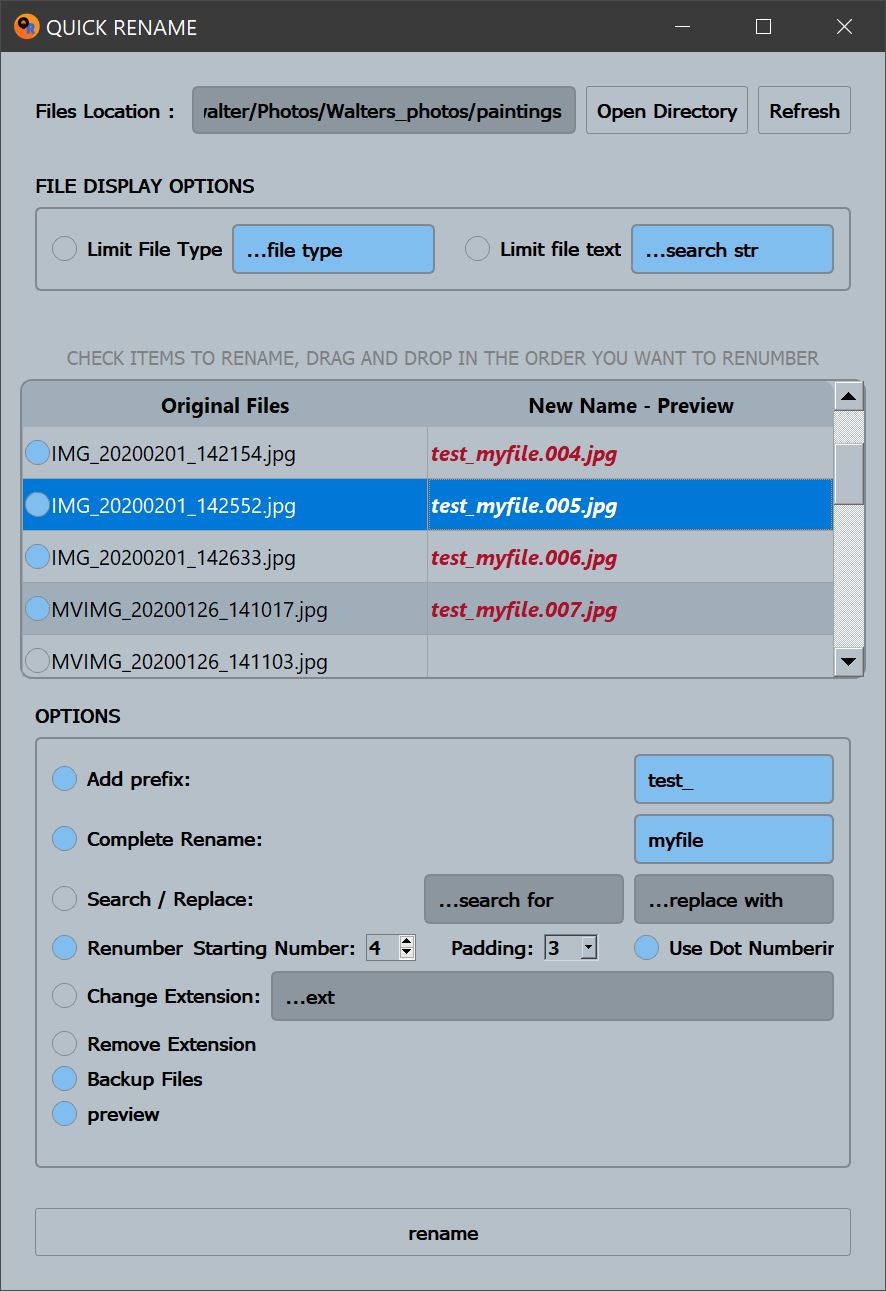 QUICK RENAME
Files Location : valter/Photos/Walters_photos/paintings Open Directory Refresh
FILE DISPLAY OPTIONS
Limit File Type ...file type Limit file text ...search str
CHECK ITEMS TO RENAME, DRAG AND DROP IN THE ORDER YOU WANT TO RENUMBER
Original Files New Name - Preview
IMG_20200201_142154.jpg test_myfile.004.jpg
IMG_20200201_142552.jpg test_myfile.005.jpg
IMG_20200201_142633.jpg test_myfile.006.jpg
MVIMG_20200126_141017.jpg test_myfile.007.jpg
MVIMG_20200126_141103.jpg
OPTIONS
Add prefix: test_
Complete Rename: myfile
Search / Replace: ...search for ...replace with
Renumber Starting Number: 4 Padding: 3 Use Dot Numberin
Change Extension: ...ext
Remove Extension
Backup Files
preview
rename